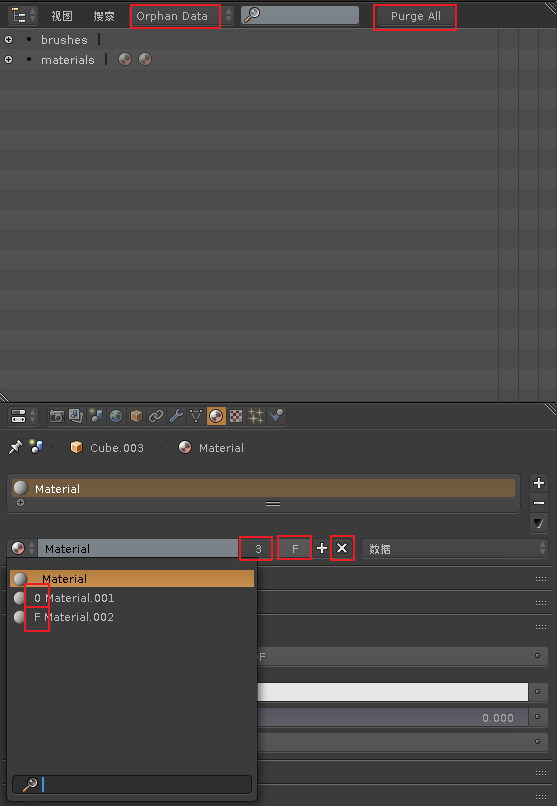 视图 搜索 Orphan Data Purge All
brushes
materials
Cube.003 Material
Material
Material 3 F 数据
Material
0 Material.001
F Material.002
F
0.000